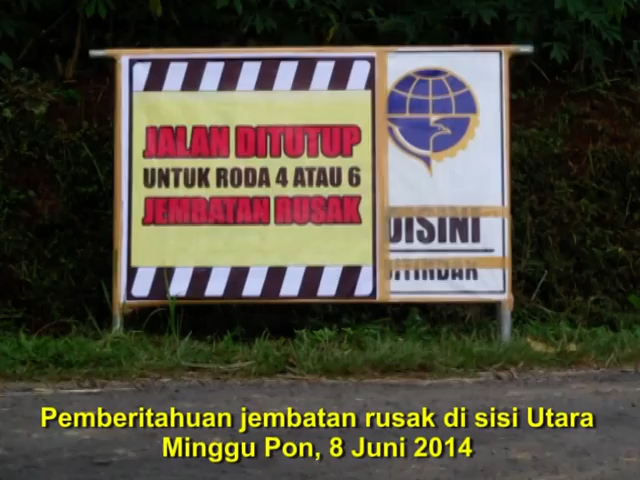 JALAN DITUTUP
UNTUK RODA 4 ATAU 6
JEMBATAN RUSAK
DISINI
DITINDAK
Pemberitahuan jembatan rusak di sisi Utara
Minggu Pon, 8 Juni 2014